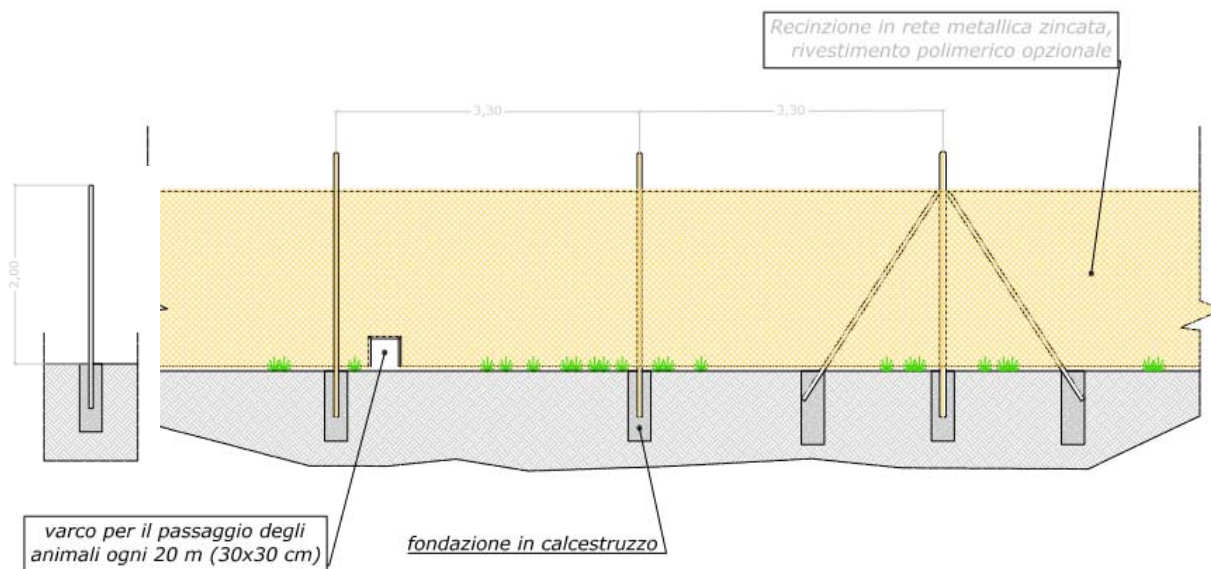 Recinzione in rete metallica zincata,
rivestimento polimerico opzionale
3,30
3,30
2,00
varco per il passaggio degli
animali ogni 20 m (30x30 cm)
fondazione in calcestruzzo